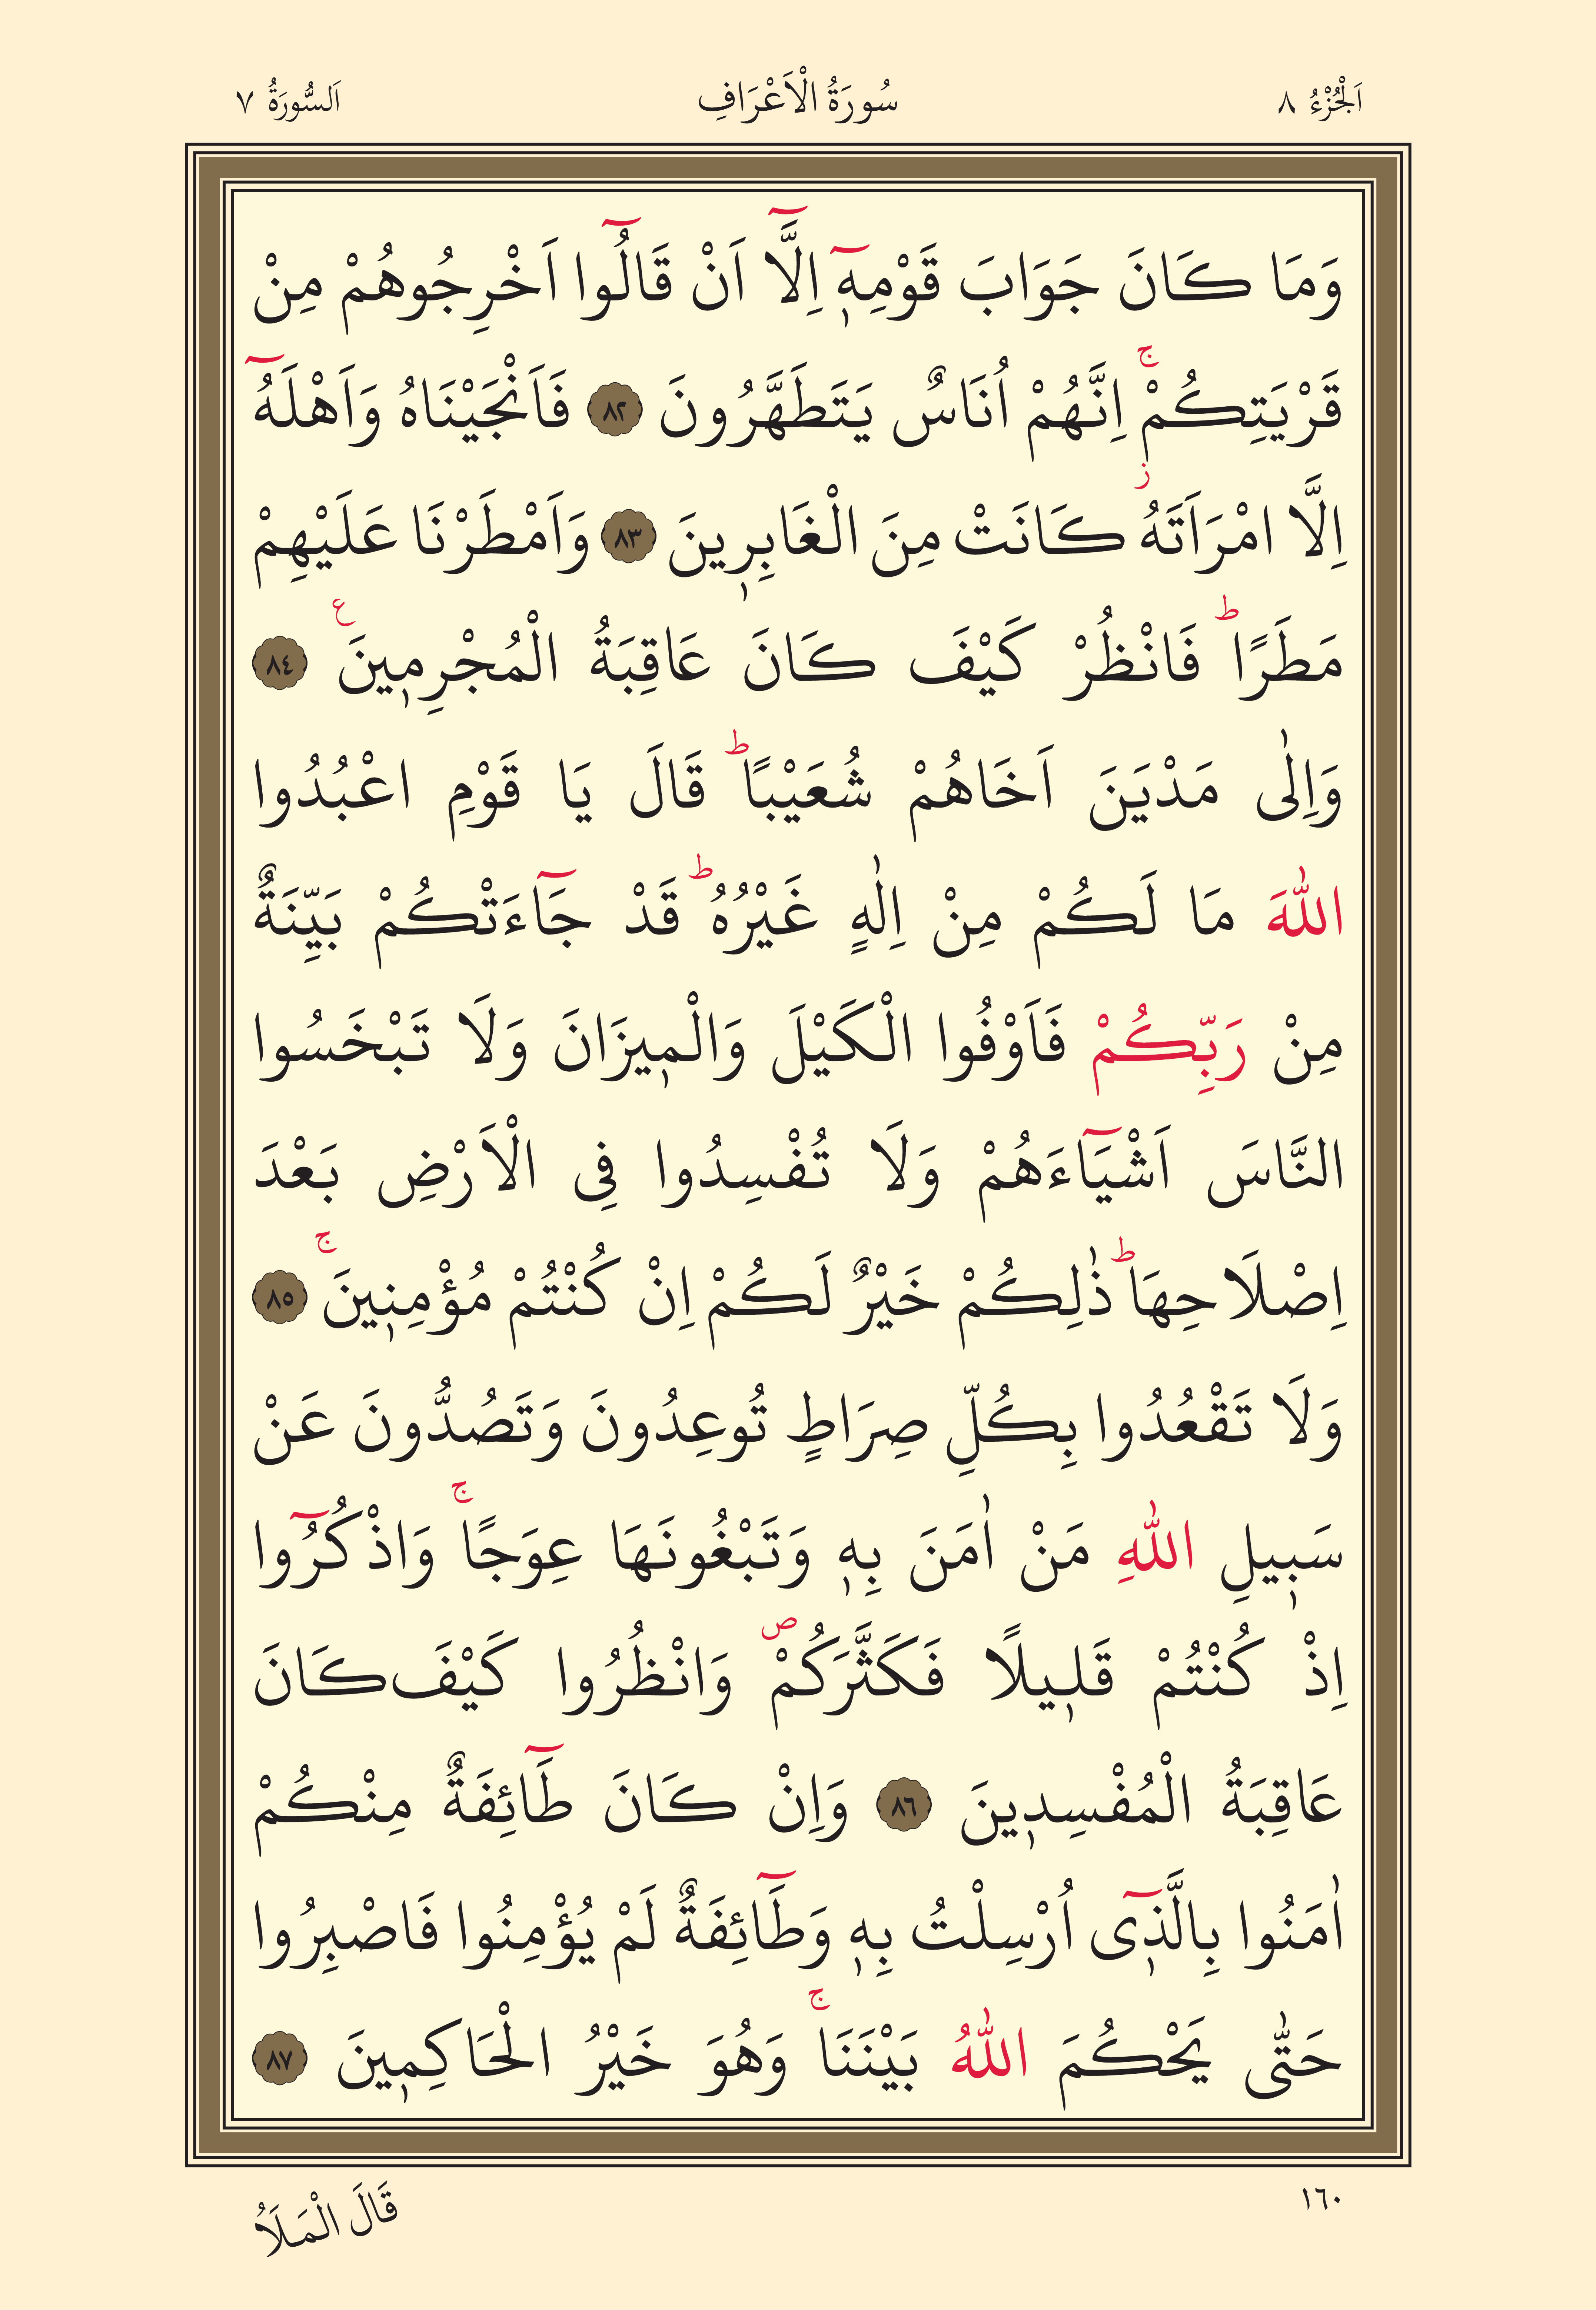 اَلْجُزْءُ ٨
سُورَةُ الْاَعْرَافِ
اَلسُّورَةُ ٧
وَمَا كَانَ جَوَابَ قَوْمِه۪ٓ اِلَّٓا اَنْ قَالُٓوا اَخْرِجُوهُمْ مِنْ
قَرْيَتِكُمْۚ اِنَّهُمْ اُنَاسٌ يَتَطَهَّرُونَ ﴿٨٢﴾ فَاَنْجَيْنَاهُ وَاَهْلَهُٓ
اِلَّا امْرَاَتَهُۘ كَانَتْ مِنَ الْغَابِر۪ينَ ﴿٨٣﴾ وَاَمْطَرْنَا عَلَيْهِمْ
مَطَرًاۜ فَانْظُرْ كَيْفَ كَانَ عَاقِبَةُ الْمُجْرِم۪ينَ۟ ﴿٨٤﴾
وَاِلٰى مَدْيَنَ اَخَاهُمْ شُعَيْبًاۜ قَالَ يَا قَوْمِ اعْبُدُوا
اللّٰهَ مَا لَكُمْ مِنْ اِلٰهٍ غَيْرُهُۜ قَدْ جَٓاءَتْكُمْ بَيِّنَةٌ
مِنْ رَبِّكُمْ فَاَوْفُوا الْكَيْلَ وَالْم۪يزَانَ وَلَا تَبْخَسُوا
النَّاسَ اَشْيَٓاءَهُمْ وَلَا تُفْسِدُوا فِى الْاَرْضِ بَعْدَ
اِصْلَاحِهَاۜ ذٰلِكُمْ خَيْرٌ لَكُمْ اِنْ كُنْتُمْ مُؤْمِن۪ينَۚ ﴿٨٥﴾
وَلَا تَقْعُدُوا بِكُلِّ صِرَاطٍ تُوعِدُونَ وَتَصُدُّونَ عَنْ
سَب۪يلِ اللّٰهِ مَنْ اٰمَنَ بِه۪ وَتَبْغُونَهَا عِوَجًاۚ وَاذْكُرُٓوا
اِذْ كُنْتُمْ قَل۪يلًا فَكَثَّرَكُمْۖ وَانْظُرُوا كَيْفَ كَانَ
عَاقِبَةُ الْمُفْسِد۪ينَ ﴿٨٦﴾ وَاِنْ كَانَ طَٓائِفَةٌ مِنْكُمْ
اٰمَنُوا بِالَّذ۪ٓى اُرْسِلْتُ بِه۪ وَطَٓائِفَةٌ لَمْ يُؤْمِنُوا فَاصْبِرُوا
حَتّٰى يَحْكُمَ اللّٰهُ بَيْنَنَاۚ وَهُوَ خَيْرُ الْحَاكِم۪ينَ ﴿٨٧﴾
١٦٠
قَالَ الْمَلَاُ